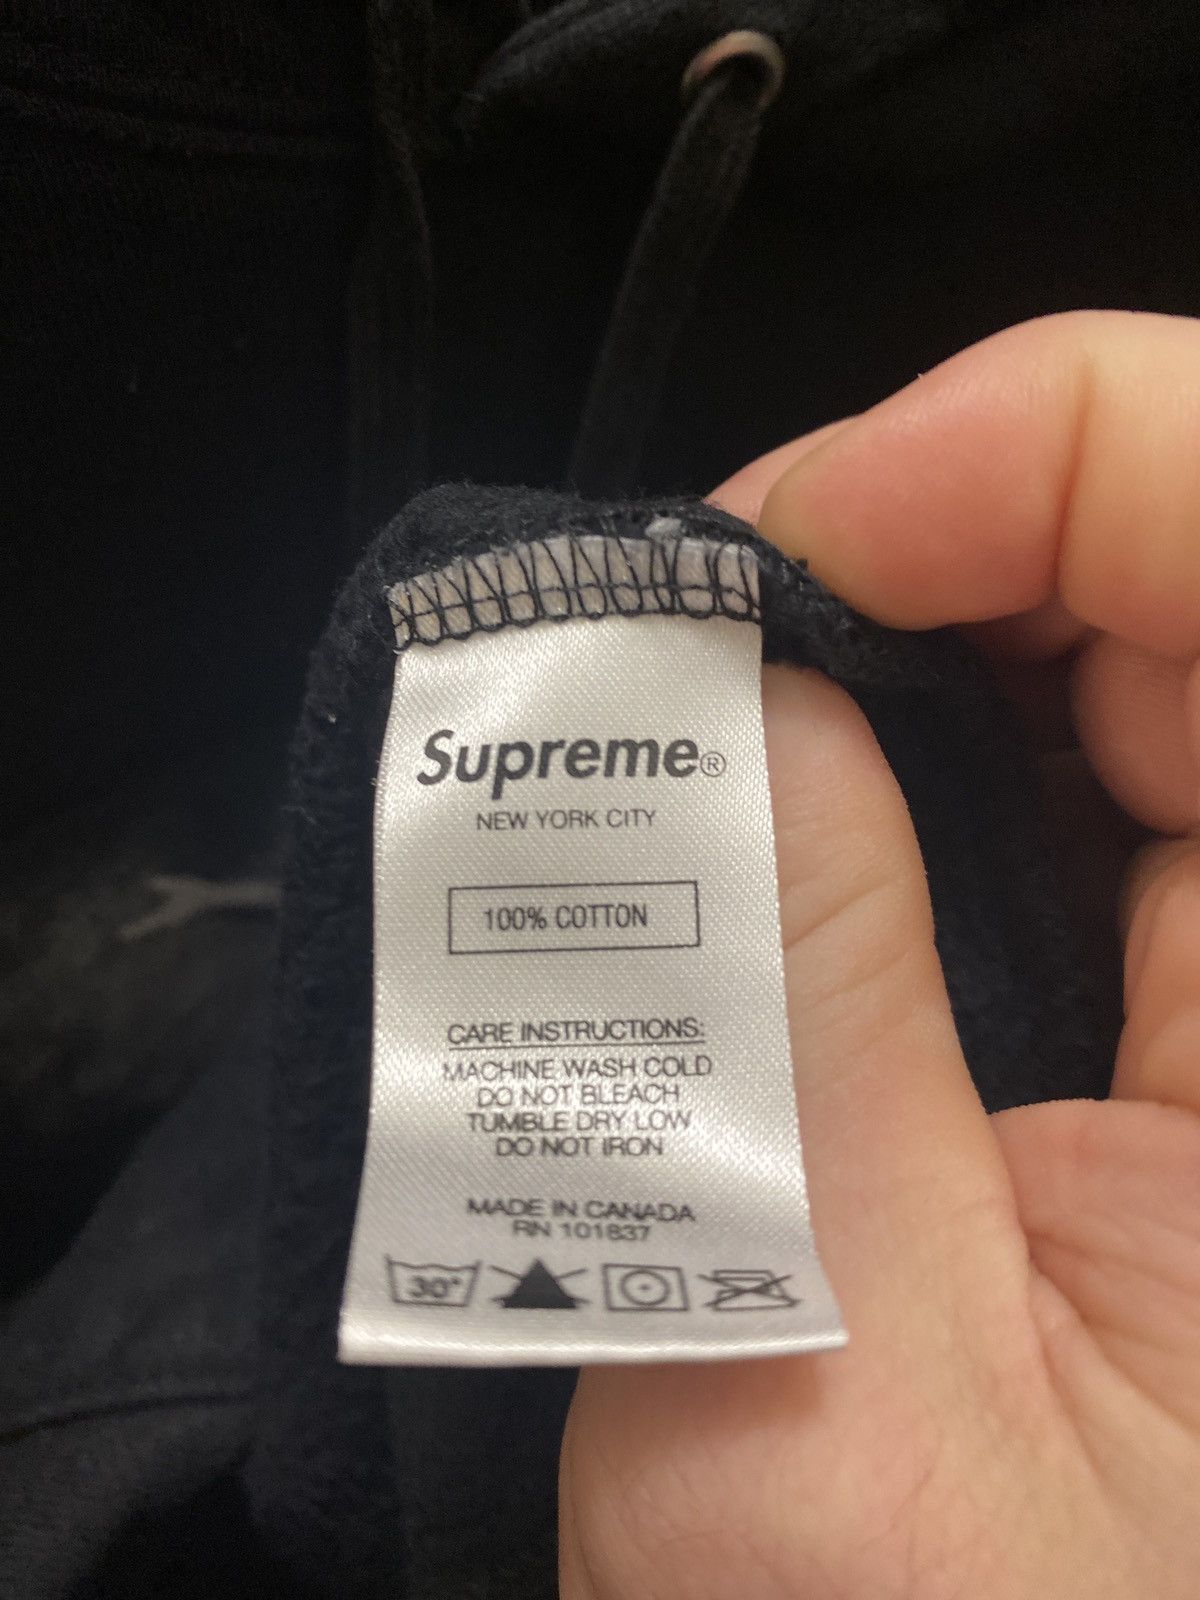 Supreme®
NEW YORK CITY
100% COTTON
CARE INSTRUCTIONS:
MACHINE WASH COLD
DO NOT BLEACH
TUMBLE DRY LOW
DO NOT IRON
MADE IN CANADA
RN 101837
30°